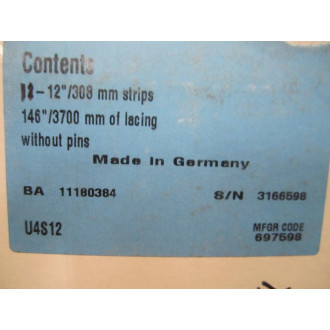 Contents
12-12"/308 mm strips
146"/3700 mm of lacing
without pins
Made in Germany
BA 11180384 S/N 3166598
U4S12 MFGR CODE
697598